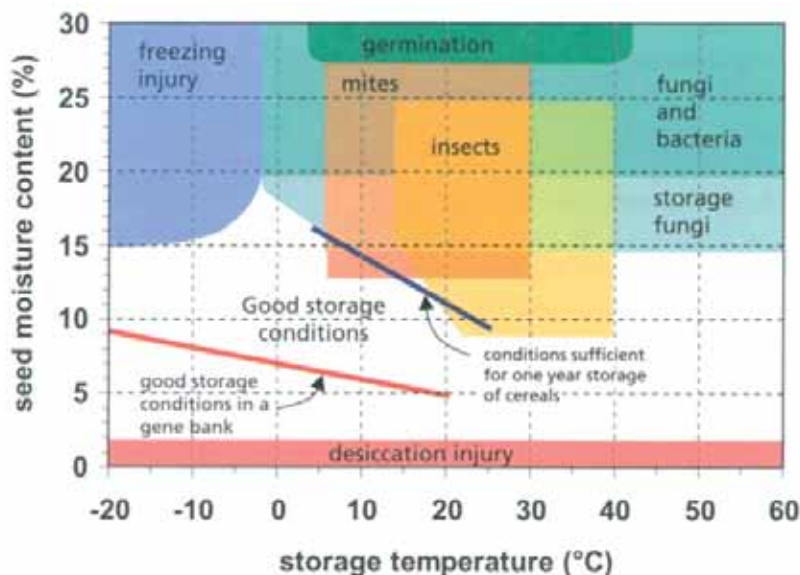 30
25
20
15
10
5
0
seed moisture content (%)
freezing
injury
germination
mites
insects
fungi
and
bacteria
storage
fungi
Good storage
conditions
conditions sufficient
for one year storage
of cereals
good storage
conditions in a
gene bank
desiccation injury
-20 -10 0 10 20 30 40 50 60
storage temperature (°C)